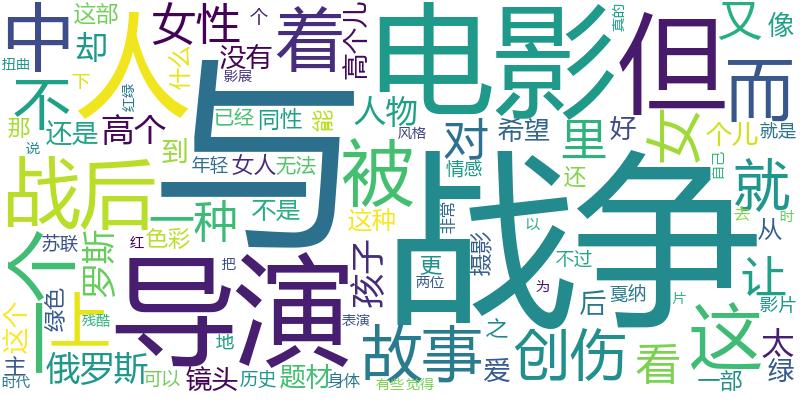 中 人 女性 个 着 高个儿 电影 真的 但 又 像
这部 却 没有 影展 什么 而
扭曲 不 下 红绿 与 已经 同性 能 人物 风格 对 希望 里 好 女 个儿 就是
那 还是 高个
说 到 年轻 女人 无法 被 情感 还 自己 就
战后 一种 不是 这种 非常 战争 以 不过 去 时
个 苏联 罗斯 红 色彩 孩子 更 摄影 从
上 导演 把 两位 为 后 戛纳 片 让
这个 绿色 残酷 地 表演 故事 之 创伤 这 影片 太
主 俄罗斯 可以 镜头 历史 题材 身体 爱 看 一部 绿
时代 有些 觉得